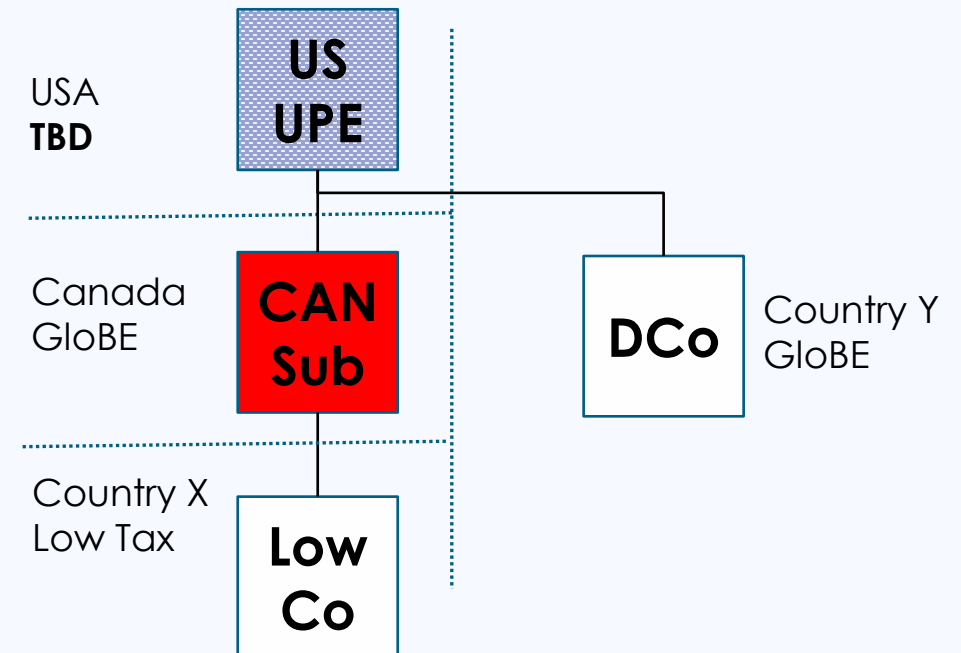 US
UPE
USA
TBD
Canada
GloBE
CAN
Sub
DCo
Country Y
GloBE
Country X
Low Tax
Low
Co